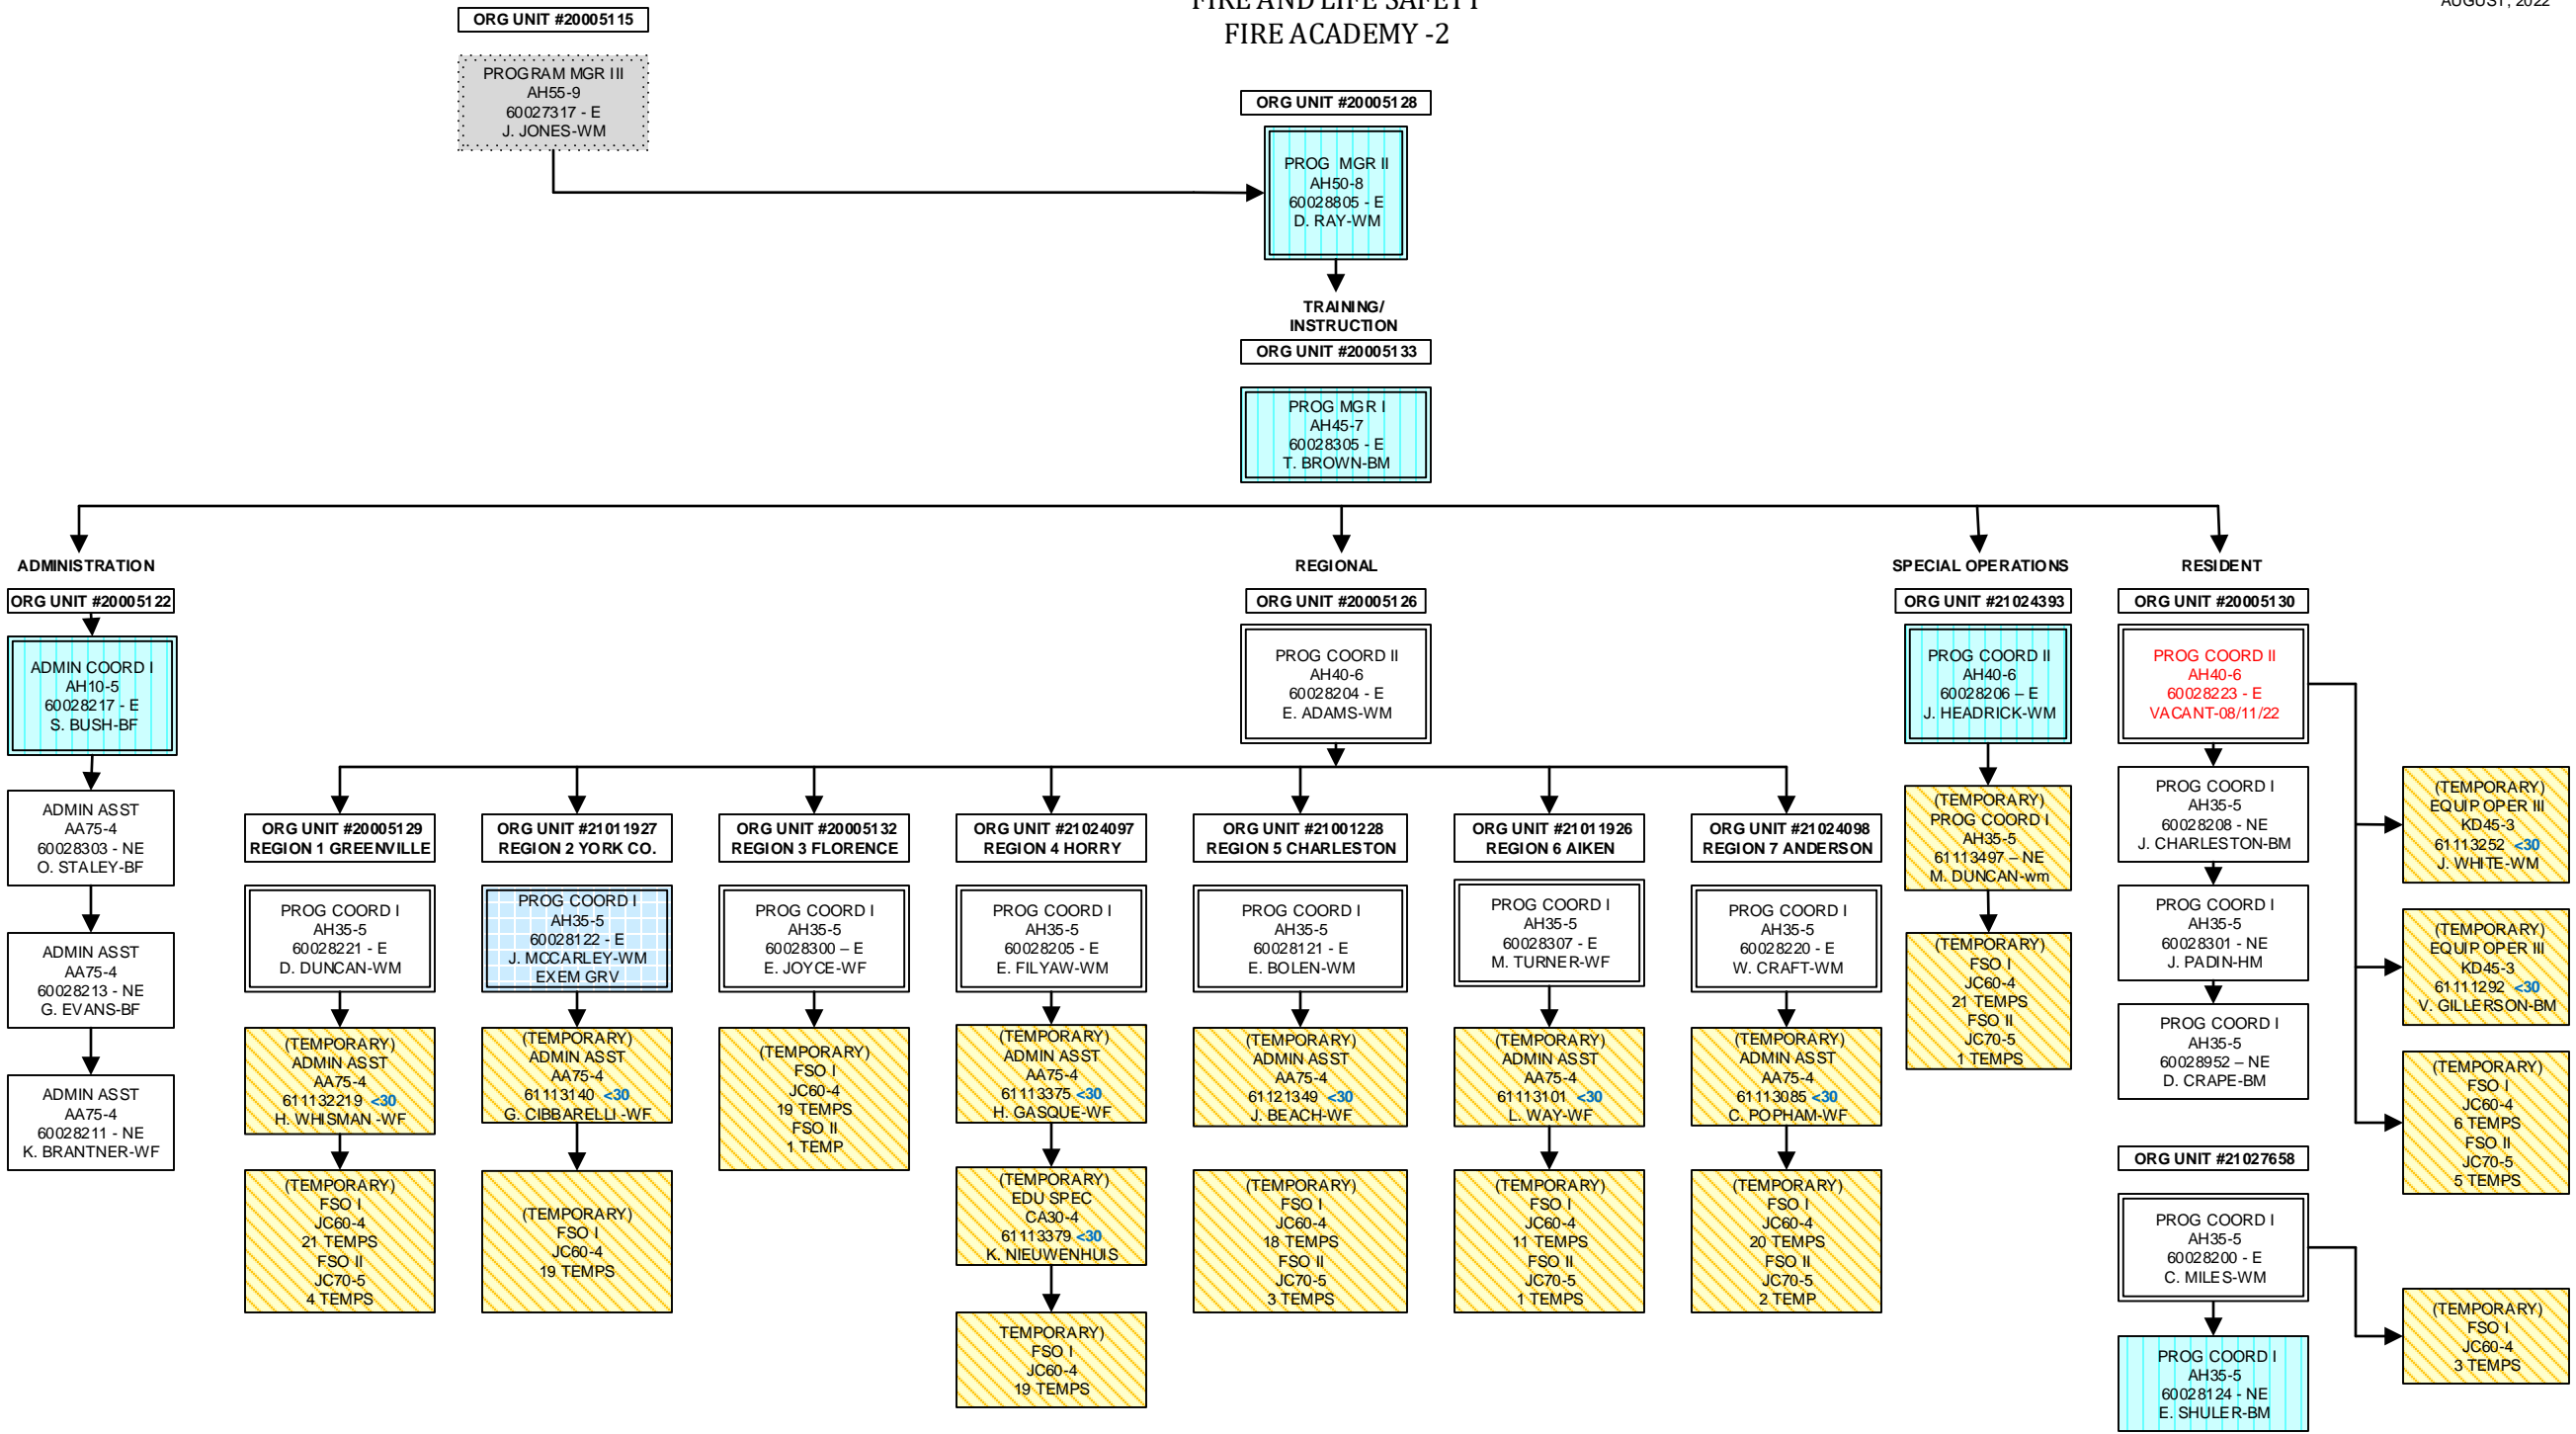 FIRE AND LIFE SAFETY
FIRE ACADEMY -2
AUGUST, 2022
ORG UNIT #20005115
PROGRAM MGR III
AH55-9
60027317 - E
J. JONES-WM
ORG UNIT #20005128
PROG MGR II
AH50-8
60028805 - E
D. RAY-WM
TRAINING/
INSTRUCTION
ORG UNIT #20005133
PROG MGR I
AH45-7
60028305 - E
T. BROWN-BM
ADMINISTRATION
ORG UNIT #20005122
ADMIN COORD I
AH10-5
60028217 - E
S. BUSH-BF
ADMIN ASST
AA75-4
60028303 - NE
O. STALEY-BF
ADMIN ASST
AA75-4
60028213 - NE
G. EVANS-BF
ADMIN ASST
AA75-4
60028211 - NE
K. BRANTNER-WF
REGIONAL
ORG UNIT #20005126
PROG COORD II
AH40-6
60028204 - E
E. ADAMS-WM
ORG UNIT #20005129
REGION 1 GREENVILLE
PROG COORD I
AH35-5
60028221 - E
D. DUNCAN-WM
(TEMPORARY)
ADMIN ASST
AA75-4
611132219 <30
H. WHISMAN -WF
(TEMPORARY)
FSO I
JC60-4
21 TEMPS
FSO II
JC70-5
4 TEMPS
ORG UNIT #21011927
REGION 2 YORK CO.
PROG COORD I
AH35-5
60028122 - E
J. MCCARLEY-WM
EXEM GRV
(TEMPORARY)
ADMIN ASST
AA75-4
61113140 <30
G. CIBBARELLI -WF
(TEMPORARY)
FSO I
JC60-4
19 TEMPS
ORG UNIT #20005132
REGION 3 FLORENCE
PROG COORD I
AH35-5
60028300 – E
E. JOYCE-WF
(TEMPORARY)
FSO I
JC60-4
19 TEMPS
FSO II
1 TEMP
ORG UNIT #21024097
REGION 4 HORRY
PROG COORD I
AH35-5
60028205 - E
E. FILYAW-WM
(TEMPORARY)
ADMIN ASST
AA75-4
61113375 <30
H. GASQUE-WF
(TEMPORARY)
EDU SPEC
CA30-4
61113379 <30
K. NIEUWENHUIS
TEMPORARY)
FSO I
JC60-4
19 TEMPS
ORG UNIT #21001228
REGION 5 CHARLESTON
PROG COORD I
AH35-5
60028121 - E
E. BOLEN-WM
(TEMPORARY)
ADMIN ASST
AA75-4
61121349 <30
J. BEACH-WF
(TEMPORARY)
FSO I
JC60-4
18 TEMPS
FSO II
JC70-5
3 TEMPS
ORG UNIT #21011926
REGION 6 AIKEN
PROG COORD I
AH35-5
60028307 - E
M. TURNER-WF
(TEMPORARY)
ADMIN ASST
AA75-4
61113101 <30
L. WAY-WF
(TEMPORARY)
FSO I
JC60-4
11 TEMPS
FSO II
JC70-5
1 TEMPS
ORG UNIT #21024098
REGION 7 ANDERSON
PROG COORD I
AH35-5
60028220 - E
W. CRAFT-WM
(TEMPORARY)
ADMIN ASST
AA75-4
61113085 <30
C. POPHAM-WF
(TEMPORARY)
FSO I
JC60-4
20 TEMPS
FSO II
JC70-5
2 TEMP
SPECIAL OPERATIONS
ORG UNIT #21024393
PROG COORD II
AH40-6
60028206 – E
J. HEADRICK-WM
(TEMPORARY)
PROG COORD I
AH35-5
61113497 – NE
M. DUNCAN-wm
(TEMPORARY)
FSO I
JC60-4
21 TEMPS
FSO II
JC70-5
1 TEMPS
RESIDENT
ORG UNIT #20005130
PROG COORD II
AH40-6
60028223 - E
VACANT-08/11/22
PROG COORD I
AH35-5
60028208 - NE
J. CHARLESTON-BM
PROG COORD I
AH35-5
60028301 - NE
J. PADIN-HM
PROG COORD I
AH35-5
60028952 – NE
D. CRAPE-BM
(TEMPORARY)
EQUIP OPER III
KD45-3
61113252 <30
J. WHITE-WM
(TEMPORARY)
EQUIP OPER III
KD45-3
61111292 <30
V. GILLERSON-BM
(TEMPORARY)
FSO I
JC60-4
6 TEMPS
FSO II
JC70-5
5 TEMPS
ORG UNIT #21027658
PROG COORD I
AH35-5
60028200 - E
C. MILES-WM
PROG COORD I
AH35-5
60028124 - NE
E. SHULER-BM
(TEMPORARY)
FSO I
JC60-4
3 TEMPS